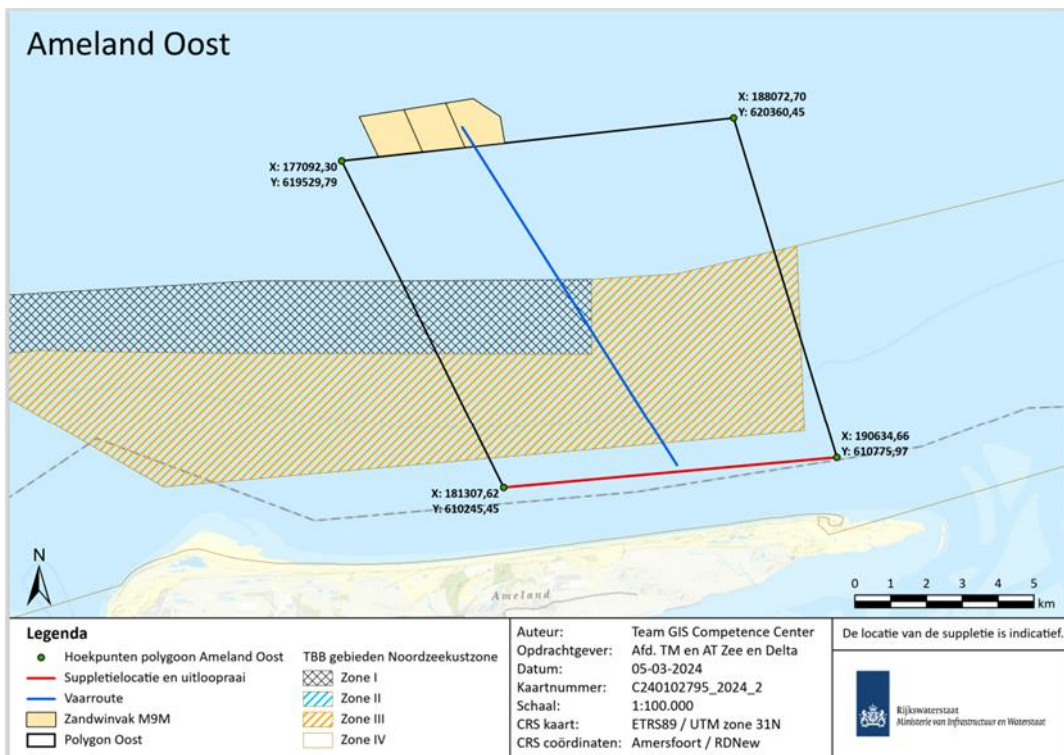 Ameland Oost
X: 188072,70
Y: 620360,45
X: 177092,30
Y: 619529,79
X: 190634,66
Y: 610775,97
X: 181307,62
Y: 610245,45
N
Ameland
0 1 2 3 4 5
km
Legenda
Hoekpunten polygoon Ameland Oost
Suppletielocatie en uitloopraai
Vaarroute
Zandwinvak M9M
Polygon Oost
TBB gebieden Noordzeekustzone
Zone I
Zone II
Zone III
Zone IV
Auteur: Team GIS Competence Center
Opdrachtgever: Afd. TM en AT Zee en Delta
Datum: 05-03-2024
Kaartnummer: C240102795_2024_2
Schaal: 1:100.000
CRS kaart: ETRS89 / UTM zone 31N
CRS coördinaten: Amersfoort / RDNew
De locatie van de suppletie is indicatief.
Rijkswaterstaat
Ministerie van Infrastructuur en Waterstaat